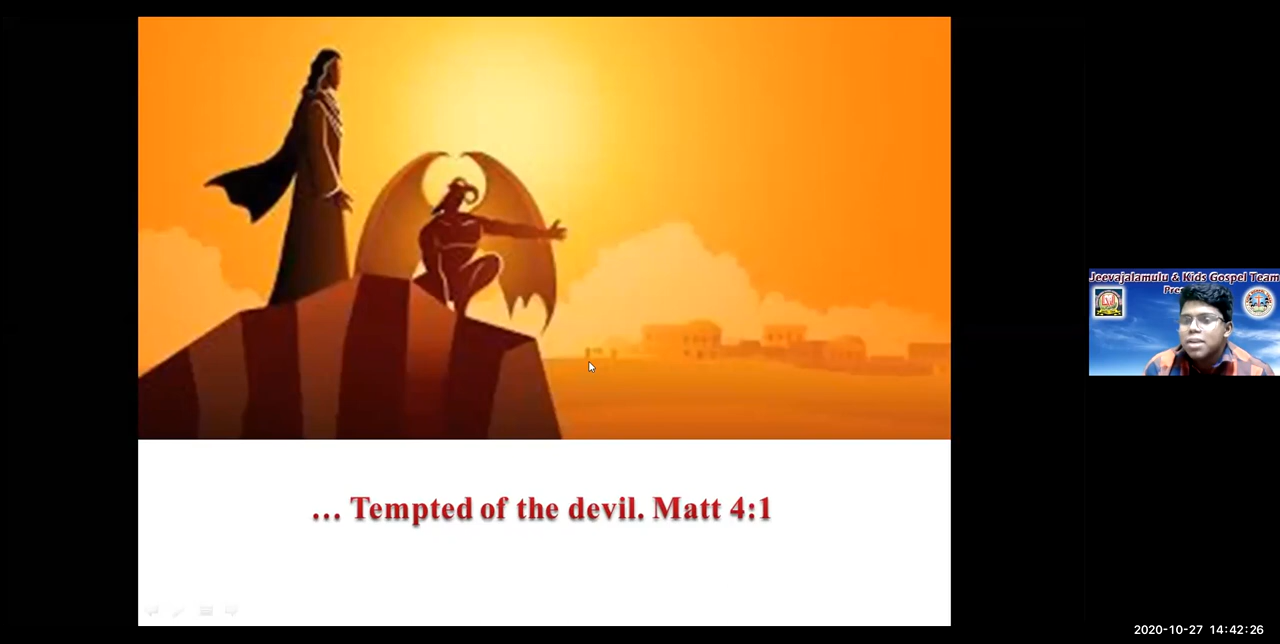 … Tempted of the devil. Matt 4:1
Jeevajalamulu & Kids Gospel Team
2020-10-27 14:42:26